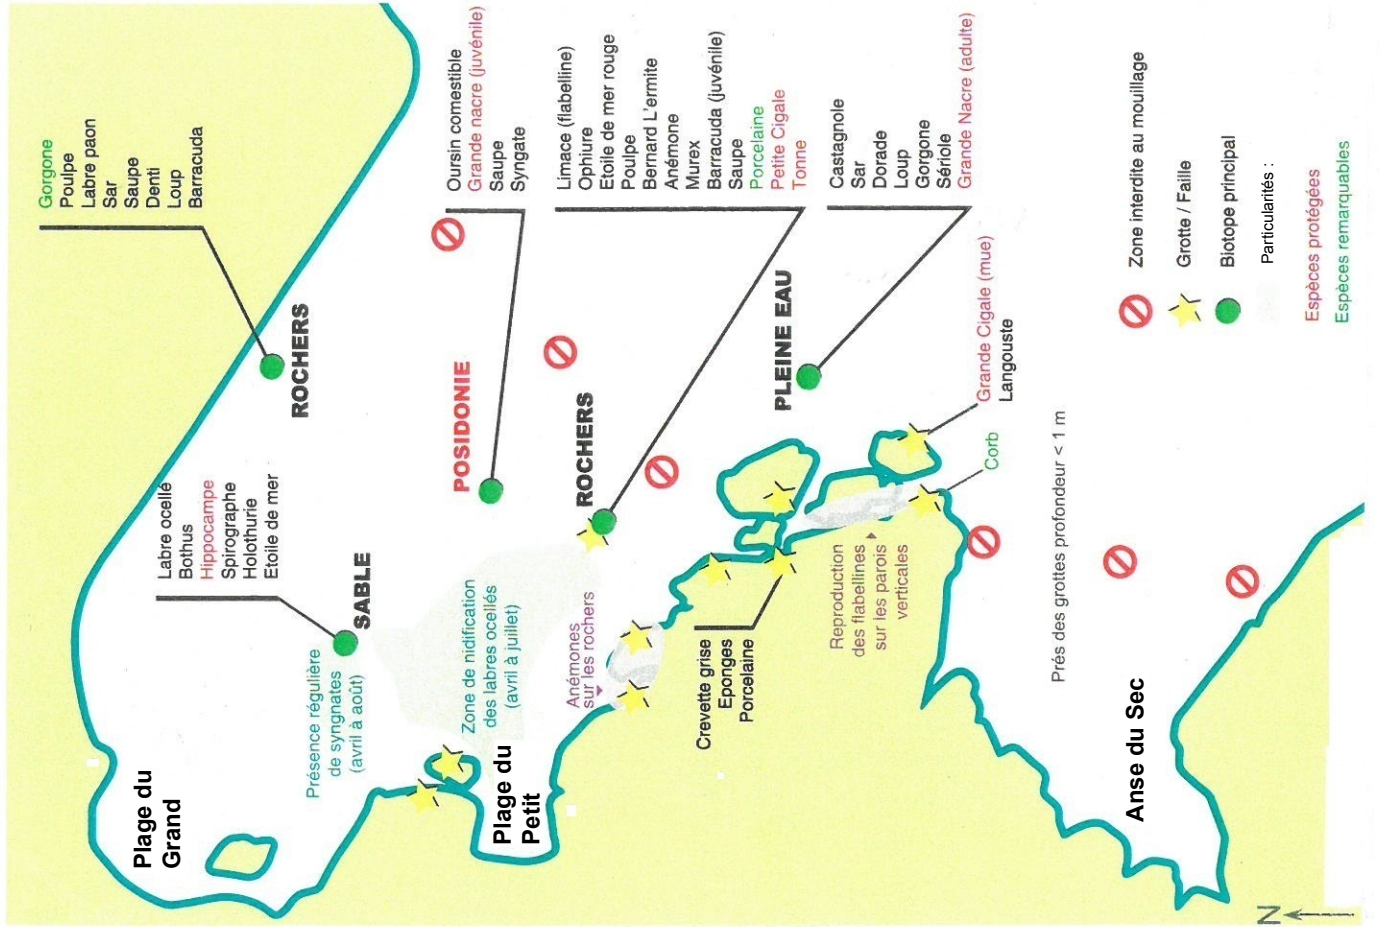 Gorgone
Poulpe
Labre paon
Sar
Saupe
Denti
Loup
Barracuda
ROCHERS
Labre ocellé
Bothus
Hippocampe
Spirographe
Holothurie
Etoile de mer
SABLE
Plage du
Grand
Présence régulière
de syngnates
(avril à août)
Oursin comestible
Grande nacre (juvénile)
Saupe
Syngate
POSIDONIE
Zone de nidification
des labres ocellés
(avril à juillet)
Plage du
Petit
Limace (flabelline)
Ophiure
Etoile de mer rouge
Poulpe
Bernard L'ermite
Anémone
Murex
Barracuda (juvénile)
Saupe
Porcelaine
Petite Cigale
Tonne
ROCHERS
Anémones
sur les rochers
Crevette grise
Eponges
Porcelaine
Castagnole
Sar
Dorade
Loup
Gorgone
Sériole
Grande Nacre (adulte)
PLEINE EAU
Reproduction
des flabellines
sur les parois
verticales
Grande Cigale (mue)
Langouste
Corb
Prés des grottes profondeur < 1 m
Anse du Sec
Zone interdite au mouillage
Grotte / Faille
Biotope principal
Particularités :
Espèces protégées
Espèces remarquables
N